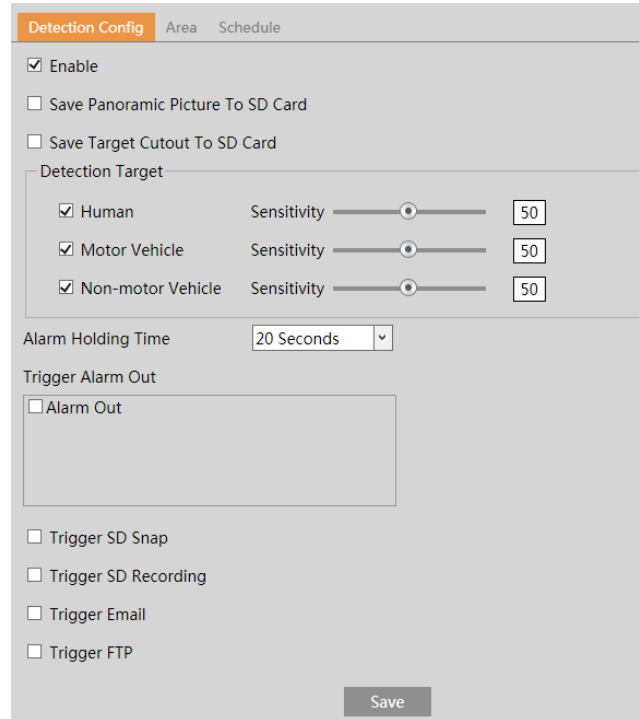 Detection Config Area Schedule
Enable
Save Panoramic Picture To SD Card
Save Target Cutout To SD Card
Detection Target
Human Sensitivity 50
Motor Vehicle Sensitivity 50
Non-motor Vehicle Sensitivity 50
Alarm Holding Time 20 Seconds
Trigger Alarm Out
Alarm Out
Trigger SD Snap
Trigger SD Recording
Trigger Email
Trigger FTP
Save